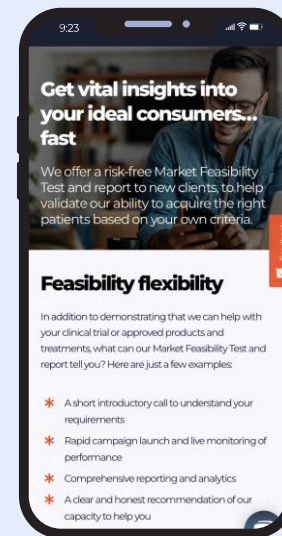 9:23
Get vital insights into
your ideal consumers...
fast
We offer a risk-free Market Feasibility
Test and report to new clients, to help
validate our ability to acquire the right
patients based on your own criteria.
Feasibility flexibility
In addition to demonstrating that we can help with
your clinical trial or approved products and
treatments, what can our Market Feasibility Test and
report tell you? Here are just a few examples:
A short introductory call to understand your
requirements
Rapid campaign launch and live monitoring of
performance
Comprehensive reporting and analytics
A clear and honest recommendation of our
capacity to help you